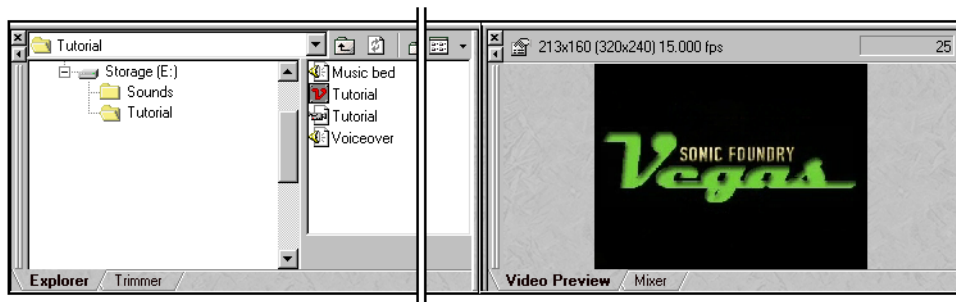 Tutorial
Storage (E:)
Sounds
Tutorial
Music bed
Tutorial
Tutorial
Voiceover
Explorer
Trimmer
213x160 (320x240) 15.000 fps
25
SONIC FOUNDRY
Vegas
Video Preview
Mixer